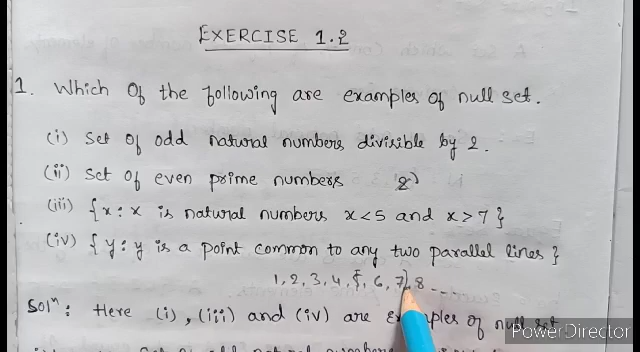 EXERCISE 1.2
1. Which of the following are examples of null set.
(i) Set of odd natural numbers divisible by 2.
(ii) Set of even prime numbers 2)
(iii) {x : x is natural numbers x < 5 and x > 7 }
(iv) { y : y is a point common to any two parallel lines }
1, 2, 3, 4, 5, 6, 7, 8 - -
Solⁿ : Here (i), (iii) and (iv) are examples of null set
PowerDirector